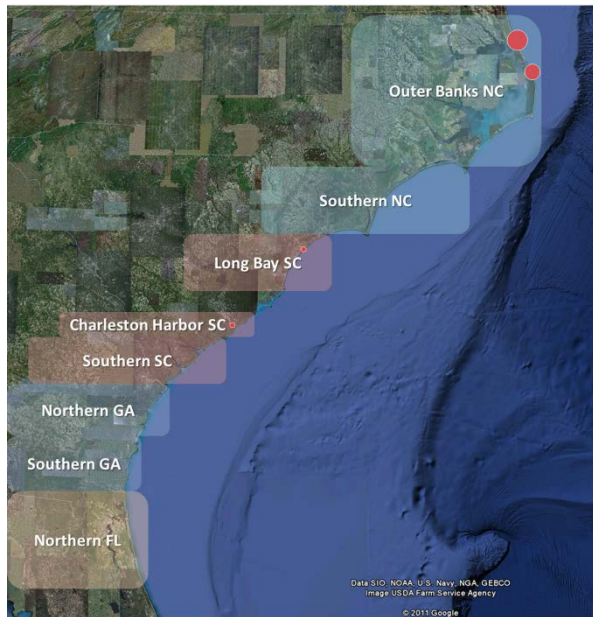 Outer Banks NC
Southern NC
Long Bay SC
Charleston Harbor SC
Southern SC
Northern GA
Southern GA
Northern FL
Data SIO, NOAA, U.S. Navy, NGA, GEBCO
Image USDA Farm Service Agency
© 2011 Google